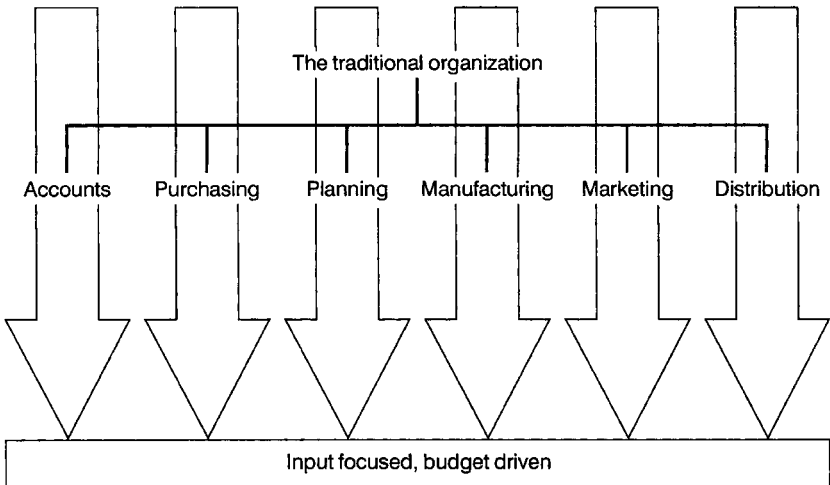 The traditional organization
Accounts Purchasing Planning Manufacturing Marketing Distribution
Input focused, budget driven